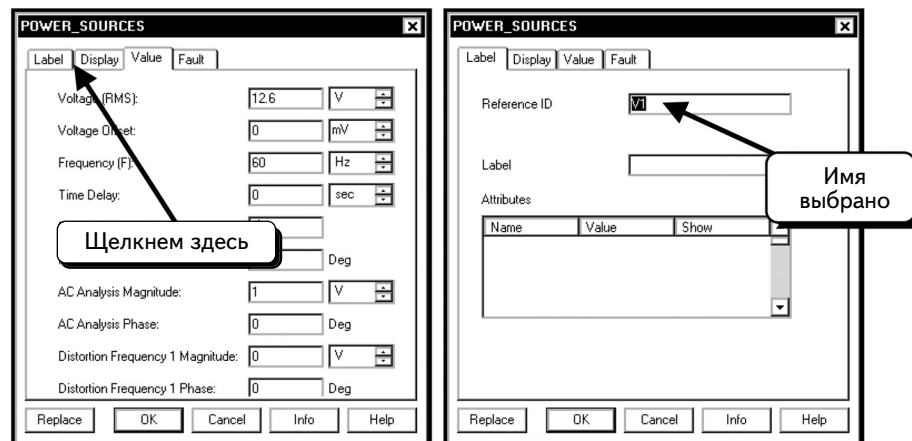 POWER_SOURCES
Label Display Value Fault
Voltage (RMS): 12.6 V
Voltage Offset: 0 mV
Frequency (F): 60 Hz
Time Delay: 0 sec
Щелкнем здесь
Deg
AC Analysis Magnitude: 1 V
AC Analysis Phase: 0 Deg
Distortion Frequency 1 Magnitude: 0 V
Distortion Frequency 1 Phase: 0 Deg
Replace OK Cancel Info Help
POWER_SOURCES
Label Display Value Fault
Reference ID V1
Label
Имя
выбрано
Attributes
Name Value Show
Replace OK Cancel Info Help